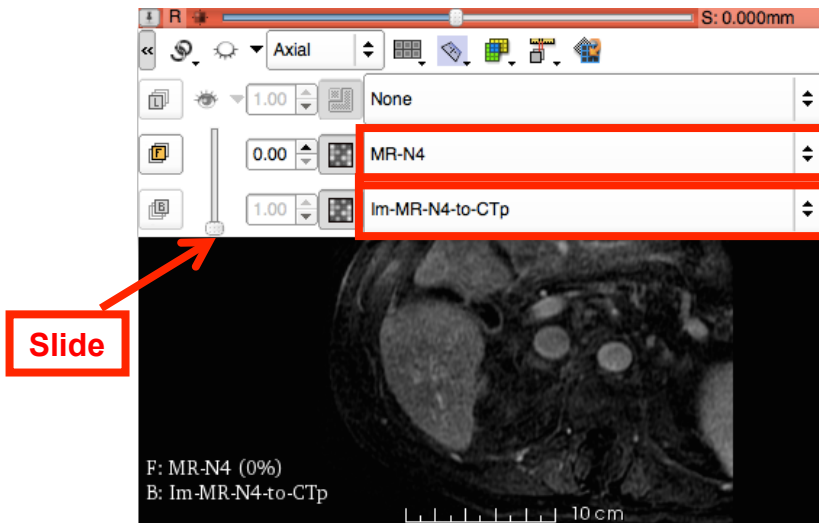 R S: 0.000mm
« Axial
L 1.00 None
F 0.00 MR-N4
B 1.00 Im-MR-N4-to-CTp
Slide
F: MR-N4 (0%)
B: Im-MR-N4-to-CTp
10 cm